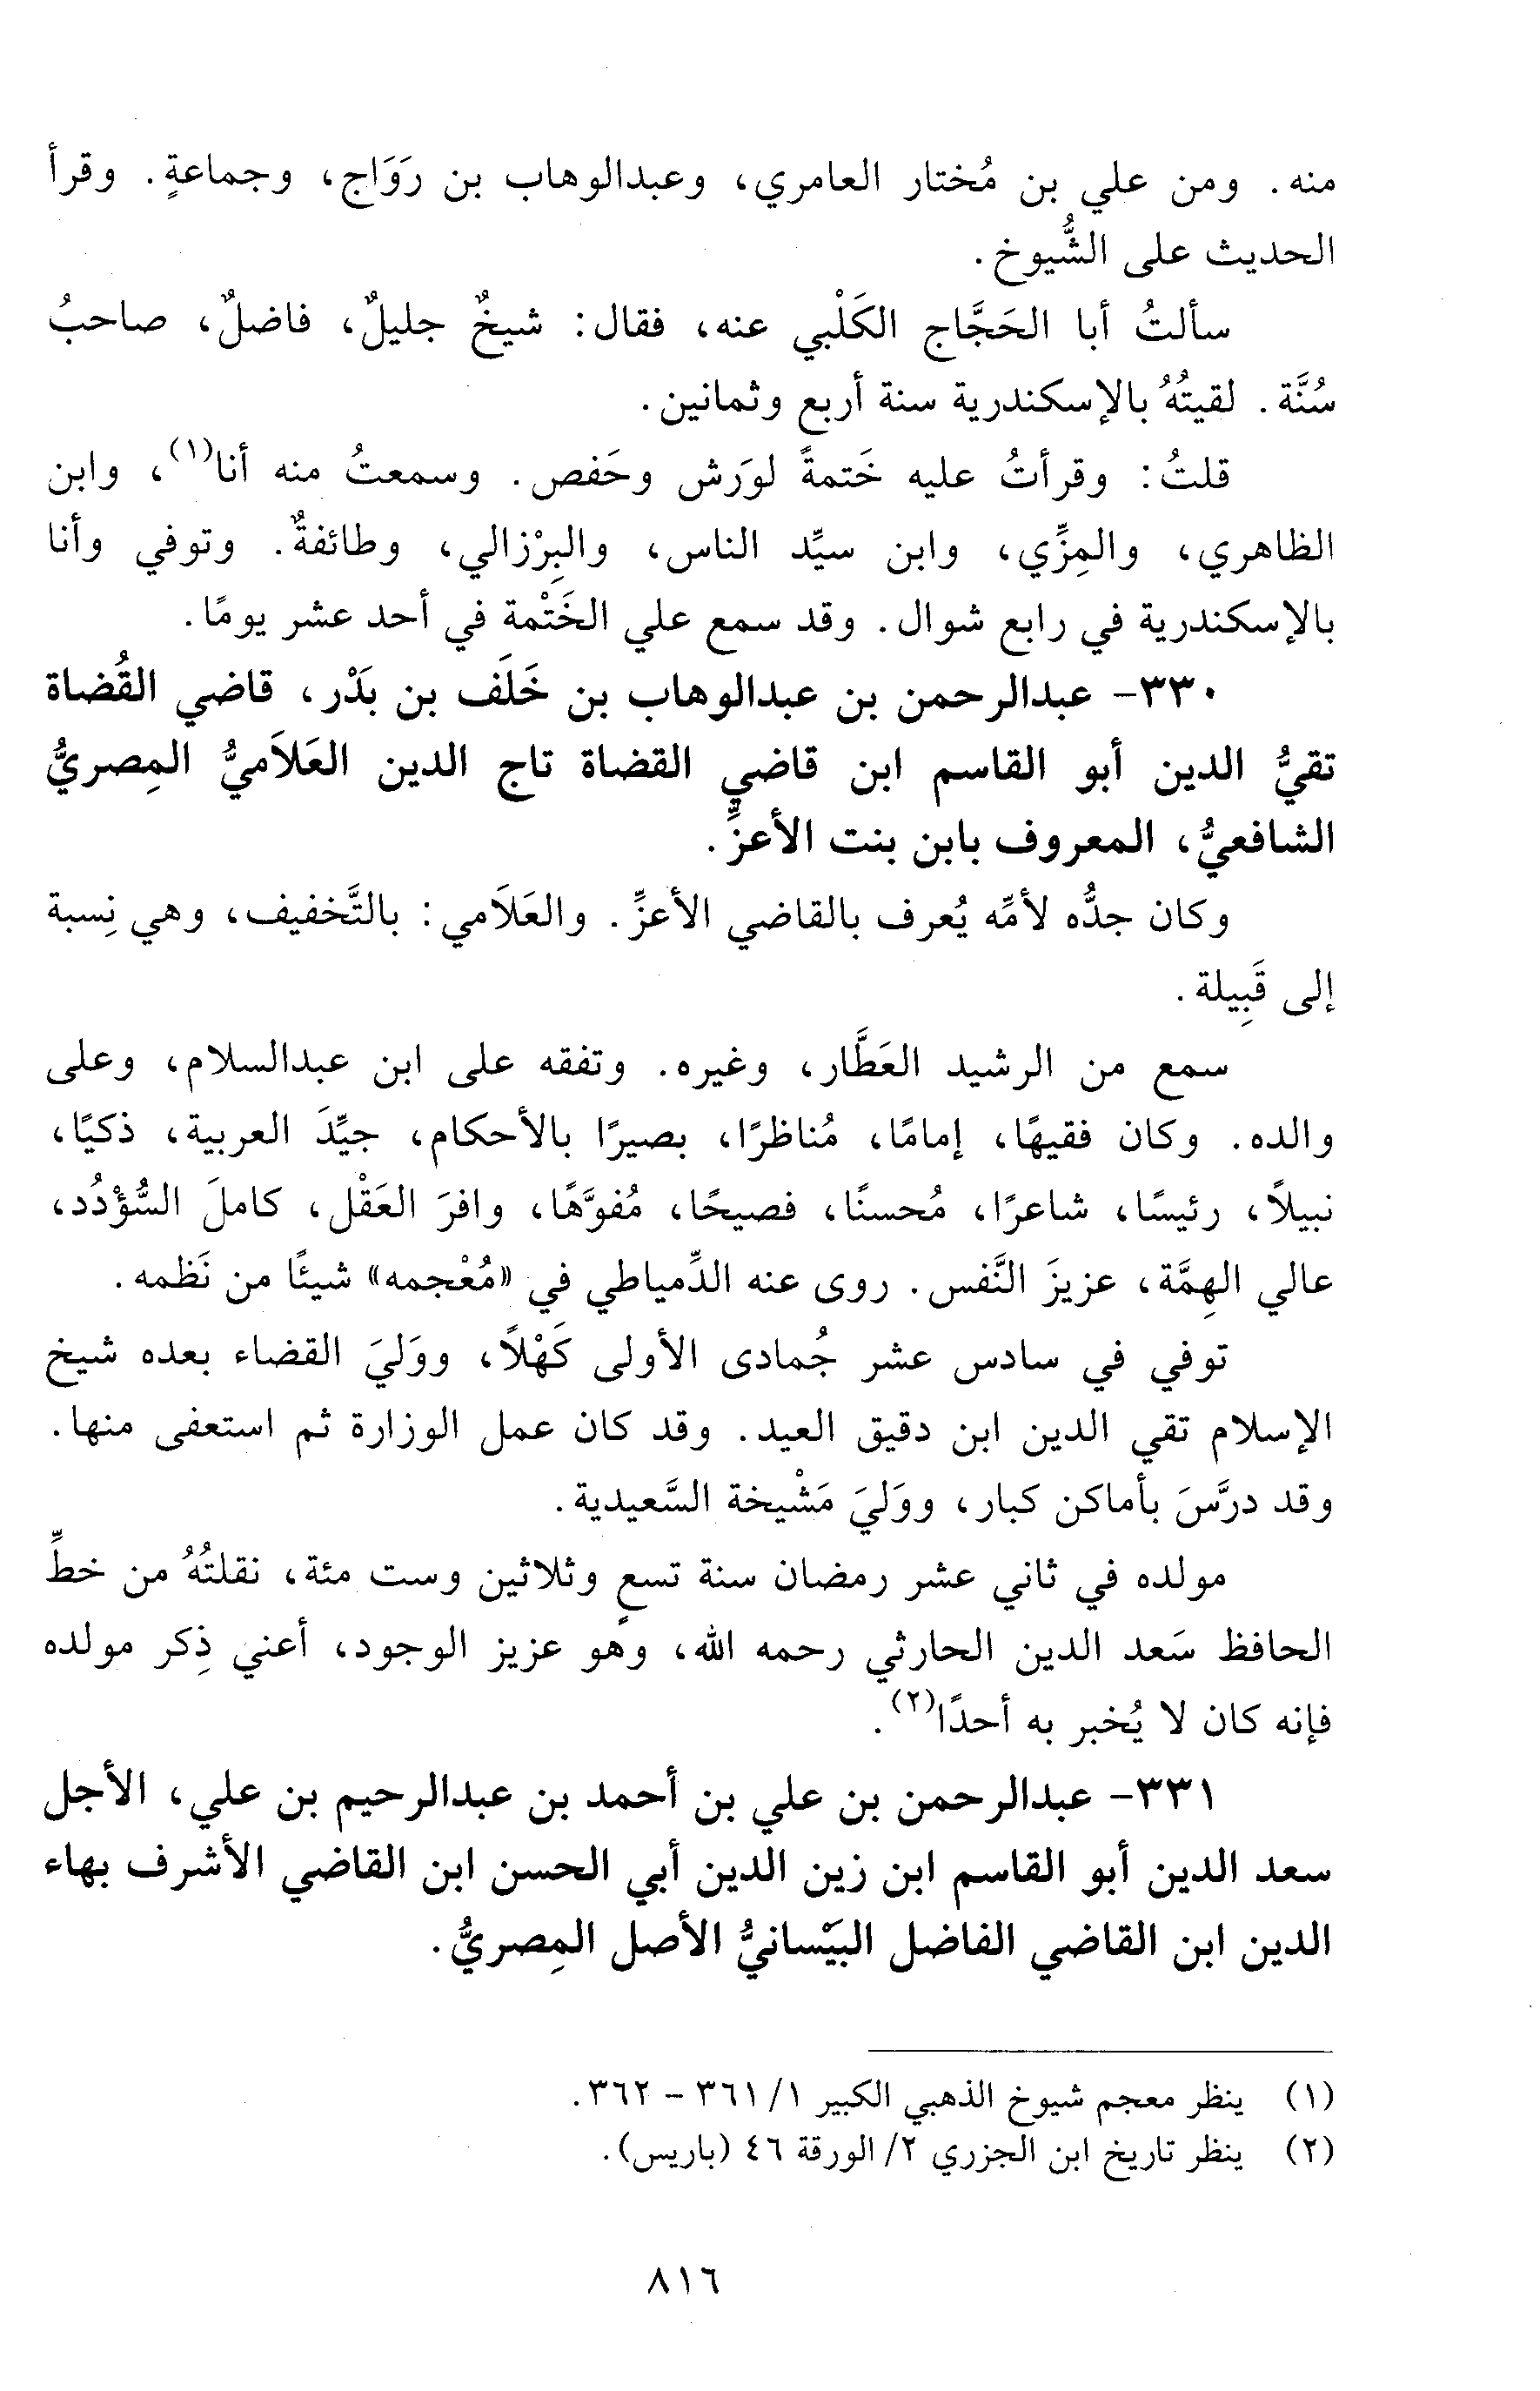 منه. ومن علي بن مُختار العامري، وعبدالوهاب بن رَوَاج، وجماعةٍ. وقرأ
الحديث على الشُّيوخ.
سألتُ أبا الحَجَّاج الكَلْبي عنه، فقال: شيخٌ جليلٌ، فاضلٌ، صاحبُ
سُنَّة. لقيتُهُ بالإسكندرية سنة أربع وثمانين.
قلتُ: وقرأتُ عليه خَتمةً لوَرش وحَفص. وسمعتُ منه أنا(١)، وابن
الظاهري، والمِزِّي، وابن سيِّد الناس، والبِرْزالي، وطائفةٌ. وتوفي وأنا
بالإسكندرية في رابع شوال. وقد سمع علي الخَتْمة في أحد عشر يومًا.
٣٣٠- عبدالرحمن بن عبدالوهاب بن خَلَف بن بَدْر، قاضي القُضاة
تقيُّ الدين أبو القاسم ابن قاضي القضاة تاج الدين العَلاَميُّ المِصريُّ
الشافعيُّ، المعروف بابن بنت الأعزِّ.
وكان جدُّه لأمِّه يُعرف بالقاضي الأعزِّ. والعَلاَمي: بالتَّخفيف، وهي نِسبة
إلى قَبِيلة.
سمع من الرشيد العَطَّار، وغيره. وتفقه على ابن عبدالسلام، وعلى
والده. وكان فقيهًا، إمامًا، مُناظرًا، بصيرًا بالأحكام، جيِّدَ العربية، ذكيًا،
نبيلاً، رئيسًا، شاعرًا، مُحسنًا، فصيحًا، مُفوَّهًا، وافرَ العَقْل، كاملَ السُّؤْدُد،
عالي الهِمَّة، عزيزَ النَّفس. روى عنه الدِّمياطي في «مُعْجمه» شيئًا من نَظمه.
توفي في سادس عشر جُمادى الأولى كَهْلاً، ووَليَ القضاء بعده شيخ
الإسلام تقي الدين ابن دقيق العيد. وقد كان عمل الوزارة ثم استعفى منها.
وقد درَّسَ بأماكن كبار، ووَليَ مَشْيخة السَّعيدية.
مولده في ثاني عشر رمضان سنة تسعٍ وثلاثين وست مئة، نقلتُهُ من خطِّ
الحافظ سَعد الدين الحارثي رحمه الله، وهو عزيز الوجود، أعني ذِكر مولده
فإنه كان لا يُخبر به أحدًا(٢).
٣٣١- عبدالرحمن بن علي بن أحمد بن عبدالرحيم بن علي، الأجل
سعد الدين أبو القاسم ابن زين الدين أبي الحسن ابن القاضي الأشرف بهاء
الدين ابن القاضي الفاضل البَيْسانيُّ الأصل المِصريُّ.
(١) ينظر معجم شيوخ الذهبي الكبير ١/ ٣٦١ - ٣٦٢.
(٢) ينظر تاريخ ابن الجزري ٢/ الورقة ٤٦ (باريس).
٨١٦